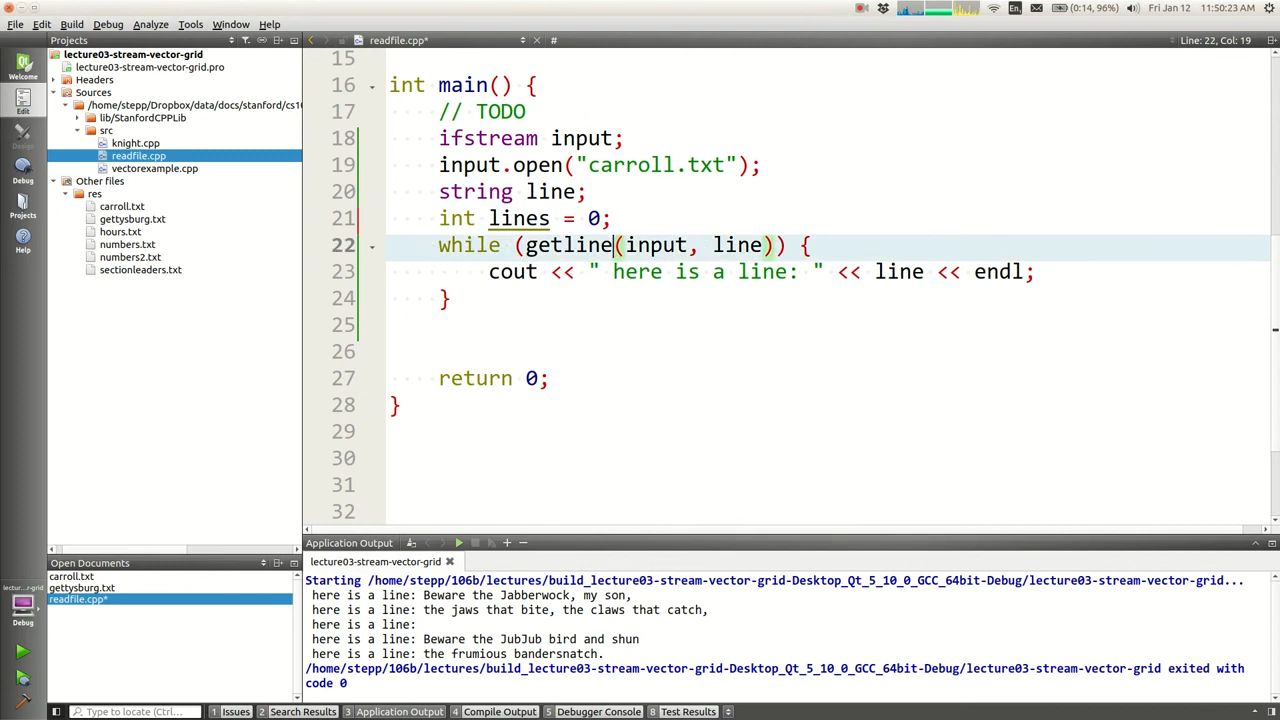 (0:14, 96%) Fri Jan 12 11:50:23 AM
File Edit Build Debug Analyze Tools Window Help
Projects
readfile.cpp*
#
Line: 22, Col: 19
Welcome
Edit
Design
Debug
Projects
Help
lecture03-stream-vector-grid
lecture03-stream-vector-grid.pro
Headers
Sources
/home/stepp/Dropbox/data/docs/stanford/cs10
lib/StanfordCPPLib
src
knight.cpp
readfile.cpp
vectorexample.cpp
Other files
res
carroll.txt
gettysburg.txt
hours.txt
numbers.txt
numbers2.txt
sectionleaders.txt
15
16 int main() {
17 // TODO
18 ifstream input;
19 input.open("carroll.txt");
20 string line;
21 int lines = 0;
22 while (getline(input, line)) {
23 cout << " here is a line: " << line << endl;
24 }
25
26
27 return 0;
28 }
29
30
31
32
Open Documents
carroll.txt
gettysburg.txt
readfile.cpp*
lectur...r-grid
Debug
Application Output
lecture03-stream-vector-grid
Starting /home/stepp/106b/lectures/build_lecture03-stream-vector-grid-Desktop_Qt_5_10_0_GCC_64bit-Debug/lecture03-stream-vector-grid...
here is a line: Beware the Jabberwock, my son,
here is a line: the jaws that bite, the claws that catch,
here is a line:
here is a line: Beware the JubJub bird and shun
here is a line: the frumious bandersnatch.
/home/stepp/106b/lectures/build_lecture03-stream-vector-grid-Desktop_Qt_5_10_0_GCC_64bit-Debug/lecture03-stream-vector-grid exited with
code 0
Type to locate (Ctrl... 1 Issues 2 Search Results 3 Application Output 4 Compile Output 5 Debugger Console 8 Test Results